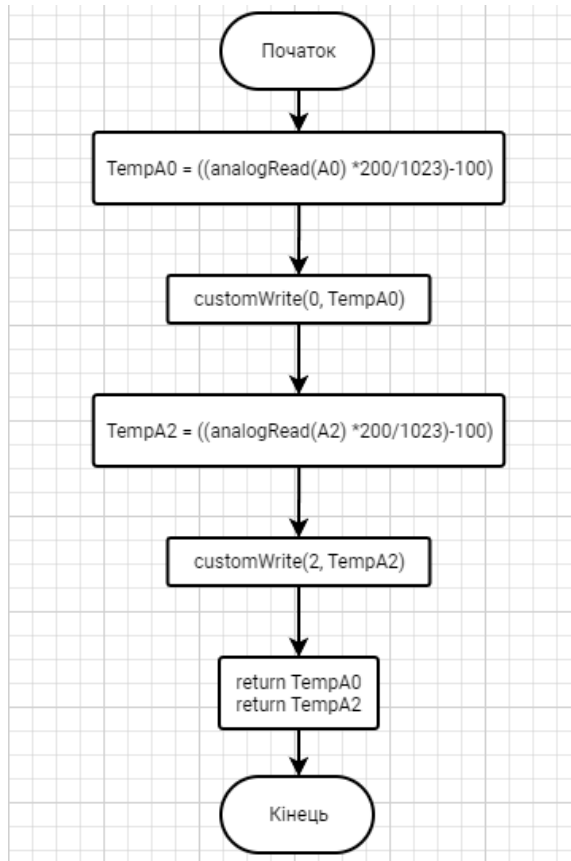 Початок
TempA0 = ((analogRead(A0) *200/1023)-100)
customWrite(0, TempA0)
TempA2 = ((analogRead(A2) *200/1023)-100)
customWrite(2, TempA2)
return TempA0
return TempA2
Кінець